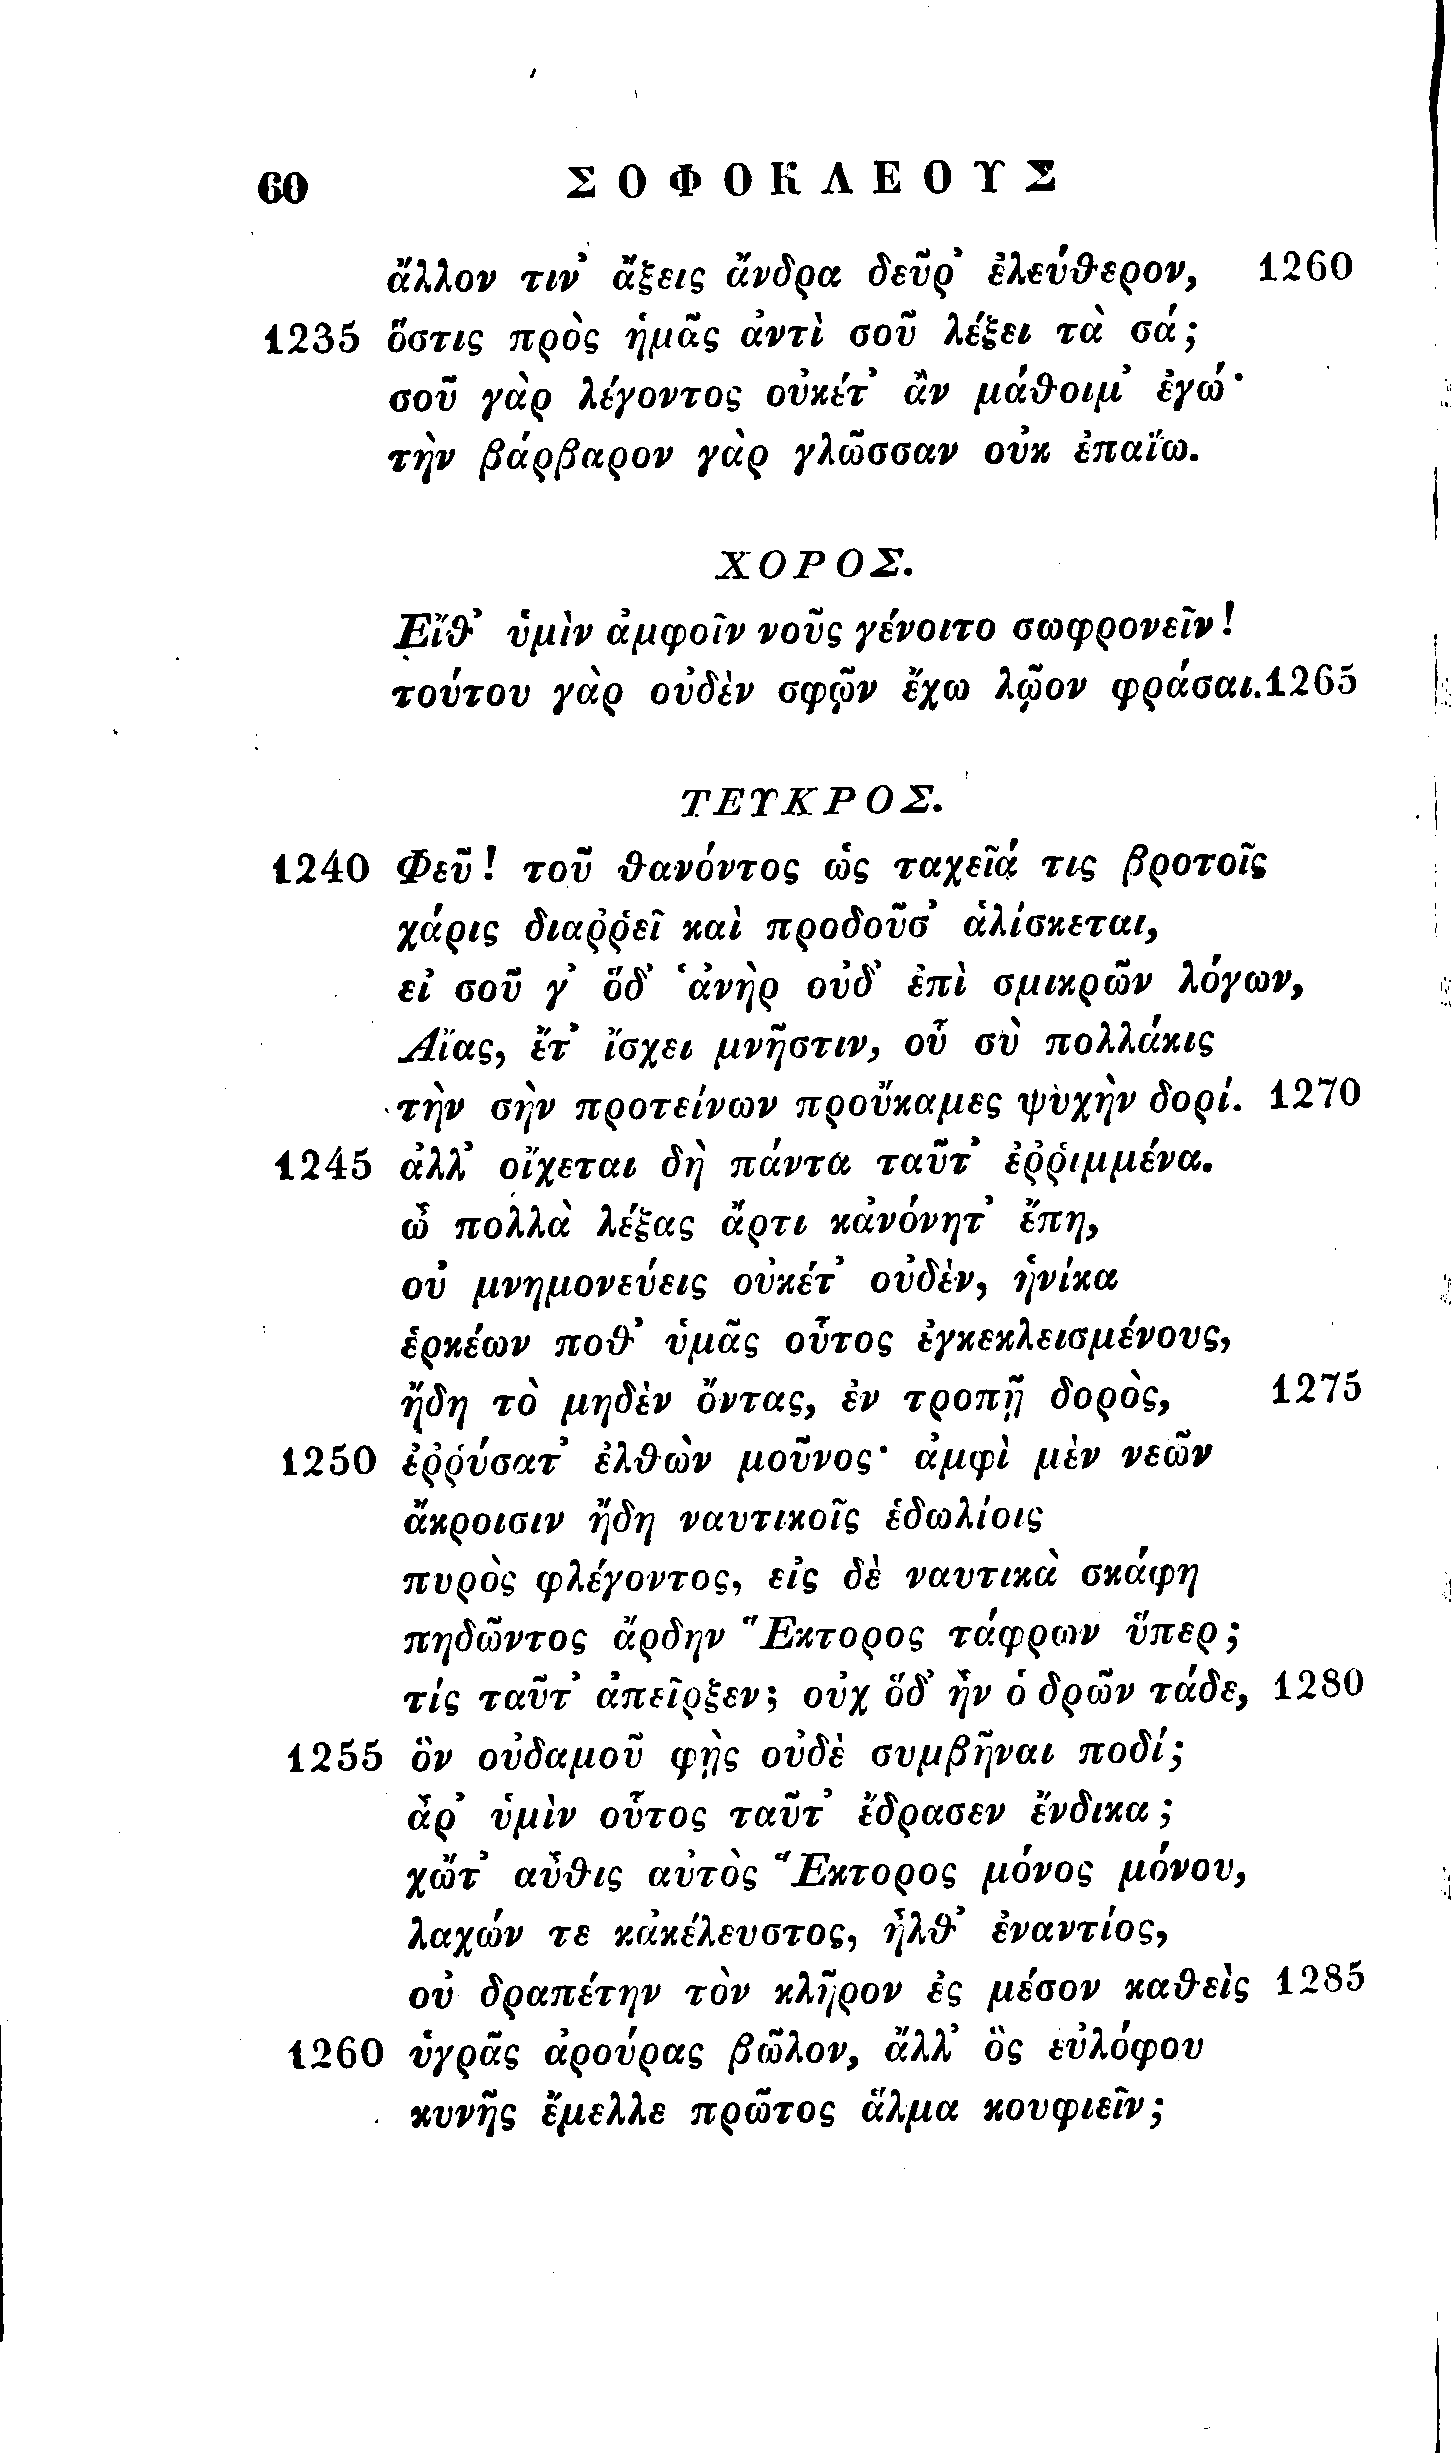 60 ΣΟΦΟΚΛΕΟΥΣ
ἄλλον τιν᾽ ἄξεις ἄνδρα δεῦρ᾽ ἐλεύθερον, 1260
1235 ὅστις πρὸς ἡμᾶς ἀντὶ σοῦ λέξει τὰ σά;
σοῦ γὰρ λέγοντος οὐκέτ᾽ ἂν μάθοιμ᾽ ἐγώ·
τὴν βάρβαρον γὰρ γλῶσσαν οὐκ ἐπαΐω.
ΧΟΡΟΣ.
Εἴθ᾽ ὑμὶν ἀμφοῖν νοῦς γένοιτο σωφρονεῖν!
τούτου γὰρ οὐδὲν σφῷν ἔχω λῷον φράσαι. 1265
ΤΕΥΚΡΟΣ.
1240 Φεῦ! τοῦ θανόντος ὡς ταχεῖά τις βροτοῖς
χάρις διαῤῥεῖ καὶ προδοῦσ᾽ ἁλίσκεται,
εἰ σοῦ γ᾽ ὅδ᾽ ἁνὴρ οὐδ᾽ ἐπὶ σμικρῶν λόγων,
Αἴας, ἔτ᾽ ἴσχει μνῆστιν, οὗ σὺ πολλάκις
τὴν σὴν προτείνων προὔκαμες ψυχὴν δορί. 1270
1245 ἀλλ᾽ οἴχεται δὴ πάντα ταῦτ᾽ ἐῤῥιμμένα.
ὦ πολλὰ λέξας ἄρτι κἀνόνητ᾽ ἔπη,
οὐ μνημονεύεις οὐκέτ᾽ οὐδὲν, ἡνίκα
ἑρκέων ποθ᾽ ὑμᾶς οὗτος ἐγκεκλεισμένους,
ἤδη τὸ μηδὲν ὄντας, ἐν τροπῇ δορὸς, 1275
1250 ἐῤῥύσατ᾽ ἐλθὼν μοῦνος· ἀμφὶ μὲν νεῶν
ἄκροισιν ἤδη ναυτικοῖς ἑδωλίοις
πυρὸς φλέγοντος, εἰς δὲ ναυτικὰ σκάφη
πηδῶντος ἄρδην Ἕκτορος τάφρων ὕπερ;
τίς ταῦτ᾽ ἀπεῖρξεν; οὐχ ὅδ᾽ ἦν ὁ δρῶν τάδε, 1280
1255 ὃν οὐδαμοῦ φῂς οὐδὲ συμβῆναι ποδί;
ἆρ᾽ ὑμὶν οὗτος ταῦτ᾽ ἔδρασεν ἔνδικα;
χὤτ᾽ αὖθις αὐτὸς Ἕκτορος μόνος μόνου,
λαχών τε κἀκέλευστος, ἦλθ᾽ ἐναντίος,
οὐ δραπέτην τὸν κλῆρον ἐς μέσον καθεὶς 1285
1260 ὑγρᾶς ἀρούρας βῶλον, ἄλλ᾽ ὃς εὐλόφου
κυνῆς ἔμελλε πρῶτος ἅλμα κουφιεῖν;